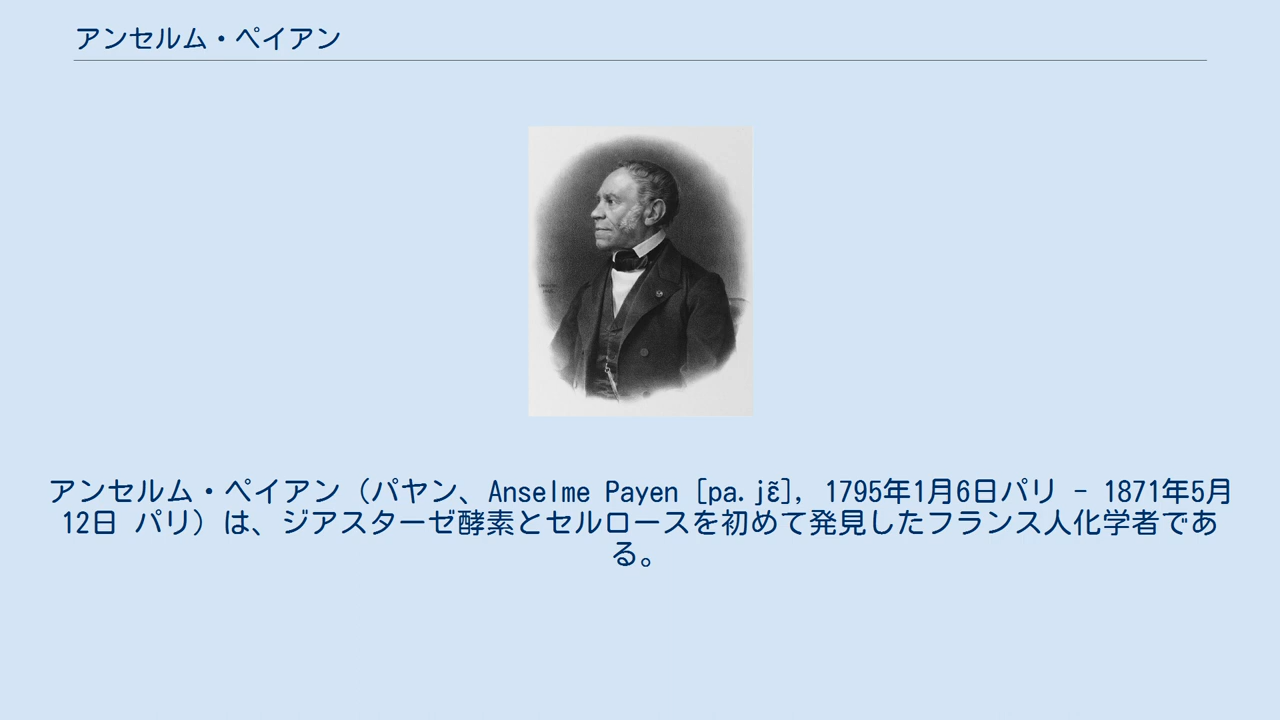 アンセルム・ペイアン
アンセルム・ペイアン（パヤン、Anselme Payen [pa.jɛ̃], 1795年1月6日パリ - 1871年5月
12日 パリ）は、ジアスターゼ酵素とセルロースを初めて発見したフランス人化学者であ
る。